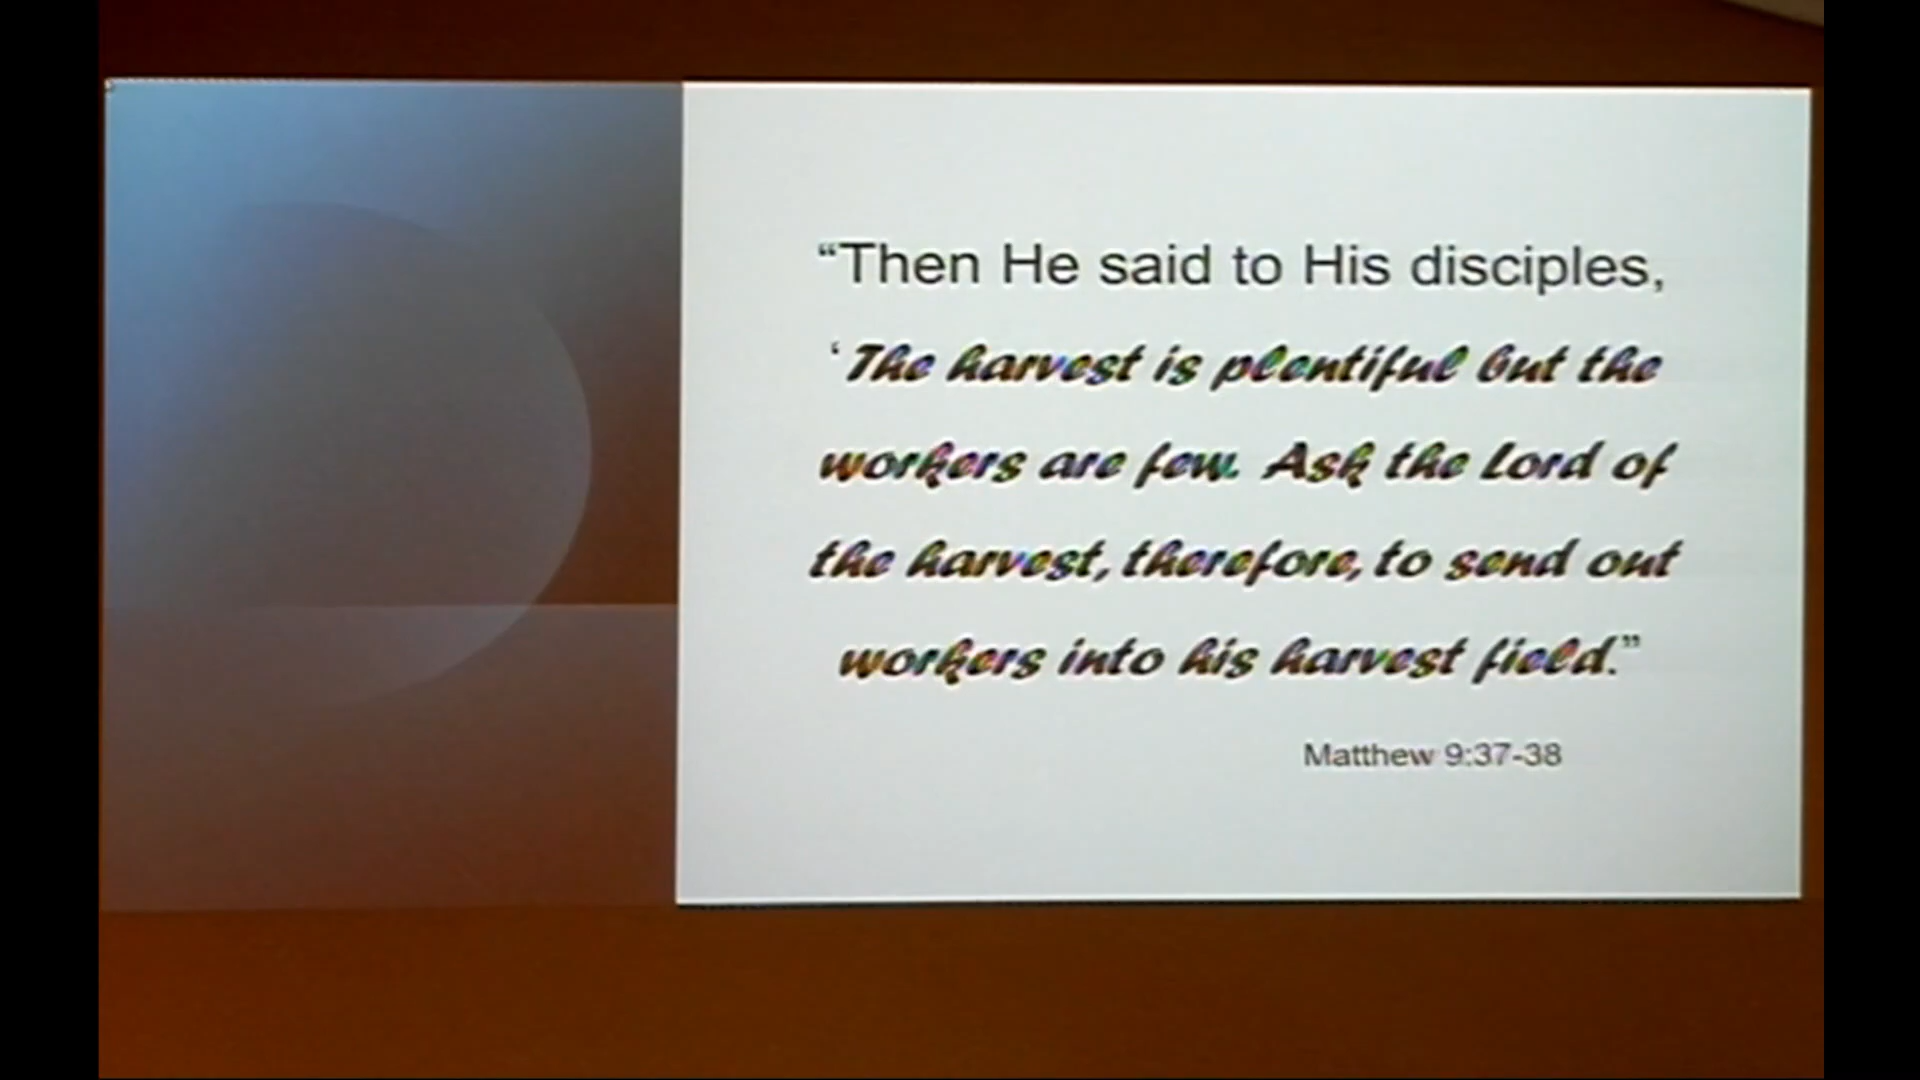 “Then He said to His disciples,
‘The harvest is plentiful but the
workers are few. Ask the Lord of
the harvest, therefore, to send out
workers into his harvest field.”
Matthew 9:37-38